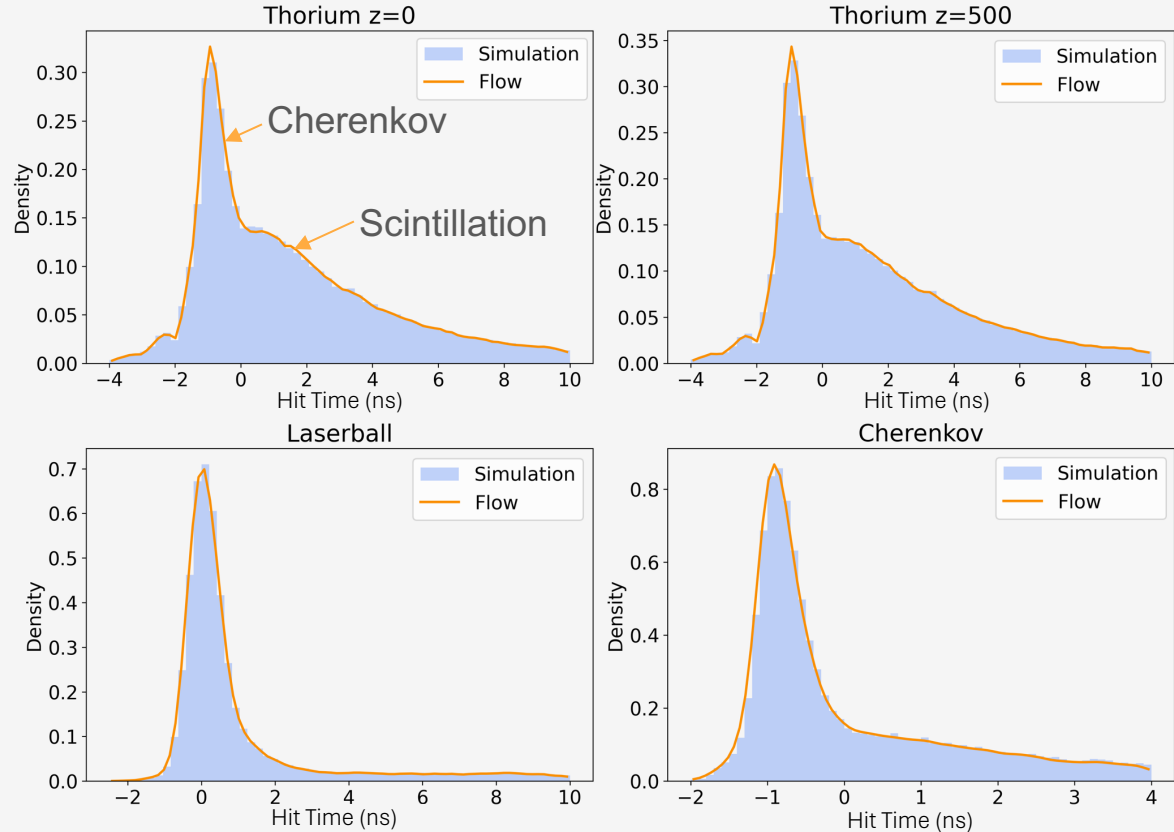 Thorium z=0
Density
0.30
0.25
0.20
0.15
0.10
0.05
0.00
Simulation
Flow
Cherenkov
Scintillation
−4 −2 0 2 4 6 8 10
Hit Time (ns)
Thorium z=500
Density
0.35
0.30
0.25
0.20
0.15
0.10
0.05
0.00
Simulation
Flow
−4 −2 0 2 4 6 8 10
Hit Time (ns)
Laserball
Density
0.7
0.6
0.5
0.4
0.3
0.2
0.1
0.0
Simulation
Flow
−2 0 2 4 6 8 10
Hit Time (ns)
Cherenkov
Density
0.8
0.6
0.4
0.2
0.0
Simulation
Flow
−2 −1 0 1 2 3 4
Hit Time (ns)